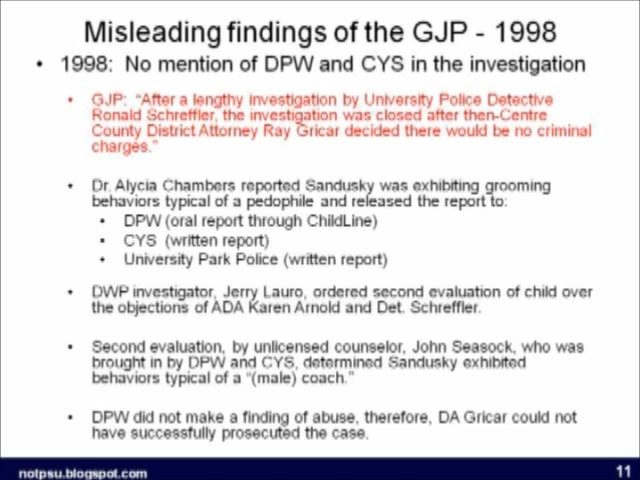 Misleading findings of the GJP - 1998
• 1998: No mention of DPW and CYS in the investigation
• GJP: “After a lengthy investigation by University Police Detective
Ronald Schreffler, the investigation was closed after then-Centre
County District Attorney Ray Gricar decided there would be no criminal
charges.”
• Dr. Alycia Chambers reported Sandusky was exhibiting grooming
behaviors typical of a pedophile and released the report to:
• DPW (oral report through ChildLine)
• CYS (written report)
• University Park Police (written report)
• DWP investigator, Jerry Lauro, ordered second evaluation of child over
the objections of ADA Karen Arnold and Det. Schreffler.
• Second evaluation, by unlicensed counselor, John Seasock, who was
brought in by DPW and CYS, determined Sandusky exhibited
behaviors typical of a “(male) coach.”
• DPW did not make a finding of abuse, therefore, DA Gricar could not
have successfully prosecuted the case.
notpsu.blogspot.com
11